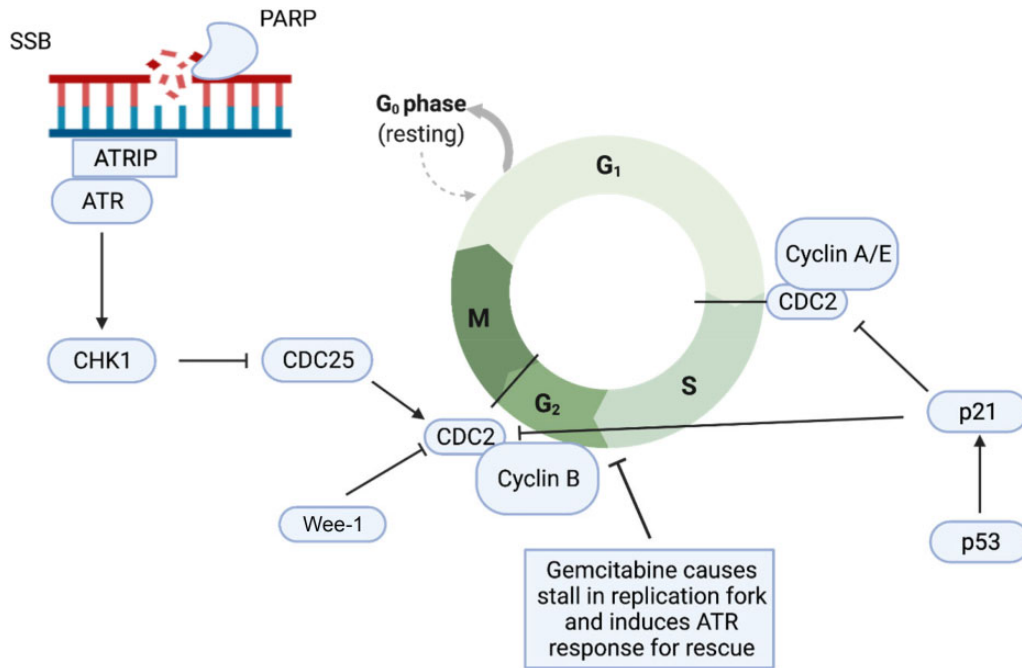 PARP
SSB
G₀ phase
(resting)
ATRIP
ATR
G₁
Cyclin A/E
CDC2
M
CHK1
CDC25
S
G₂
p21
CDC2
Cyclin B
Wee-1
p53
Gemcitabine causes
stall in replication fork
and induces ATR
response for rescue